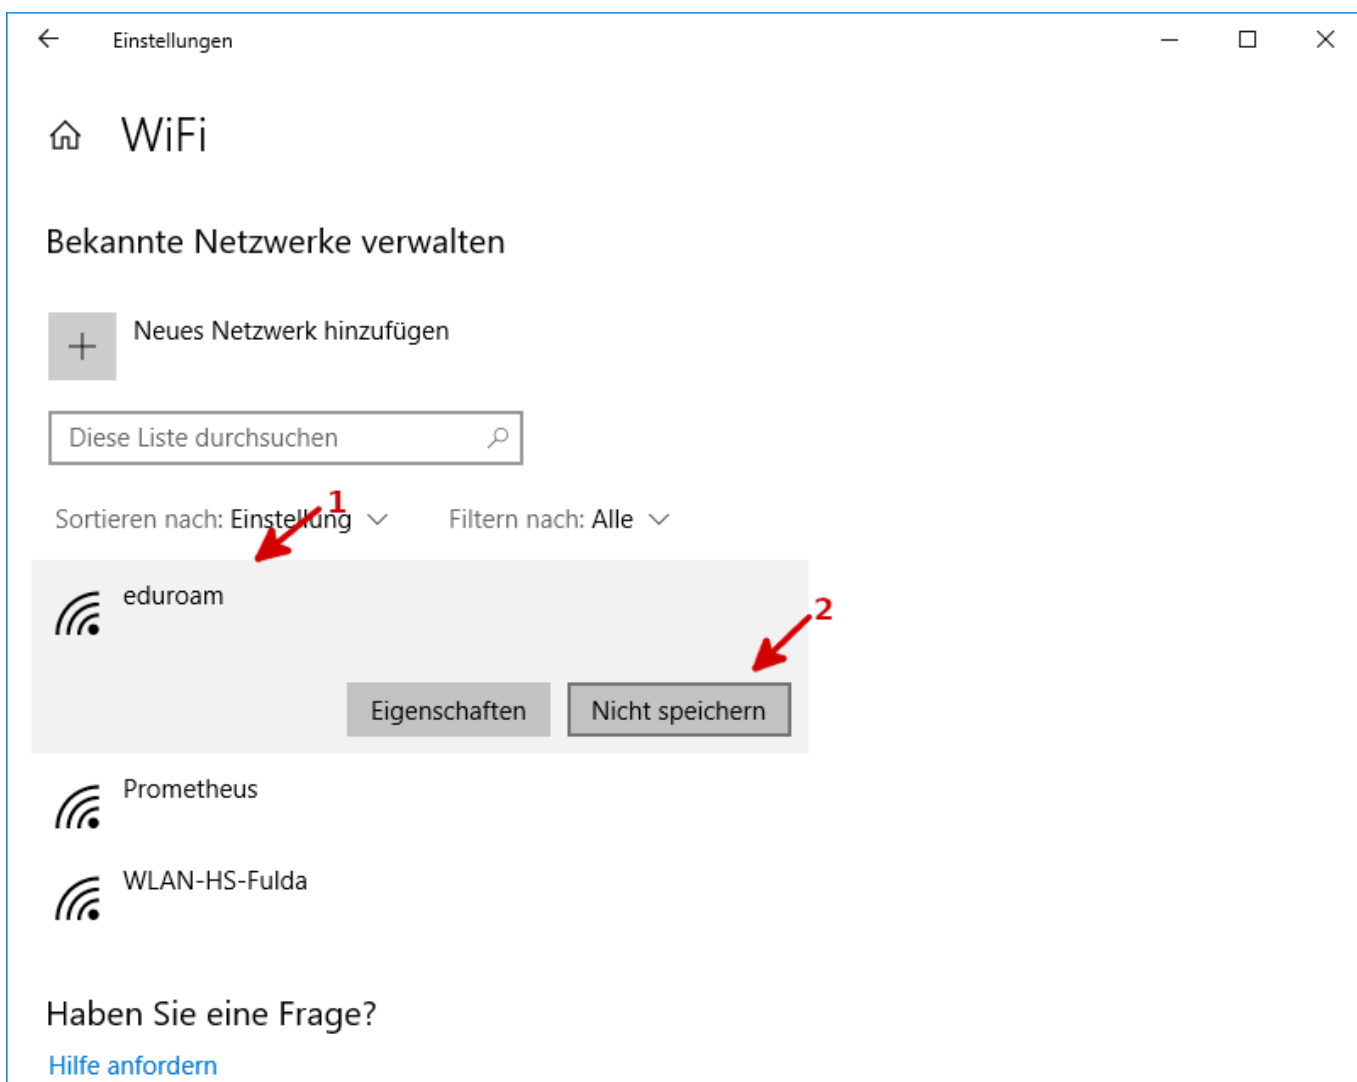 Einstellungen
WiFi
Bekannte Netzwerke verwalten
Neues Netzwerk hinzufügen
Diese Liste durchsuchen
1
Sortieren nach: Einstellung Filtern nach: Alle
eduroam
2
Eigenschaften Nicht speichern
Prometheus
WLAN-HS-Fulda
Haben Sie eine Frage?
Hilfe anfordern